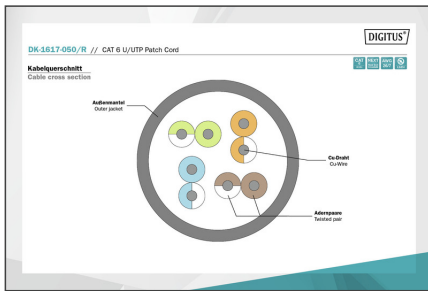 DIGITUS®
DK-1617-050/R // CAT 6 U/UTP Patch Cord
Kabelquerschnitt
Cable cross section
Außenmantel
Outer jacket
Cu-Draht
Cu-Wire
Adernpaare
Twisted pair